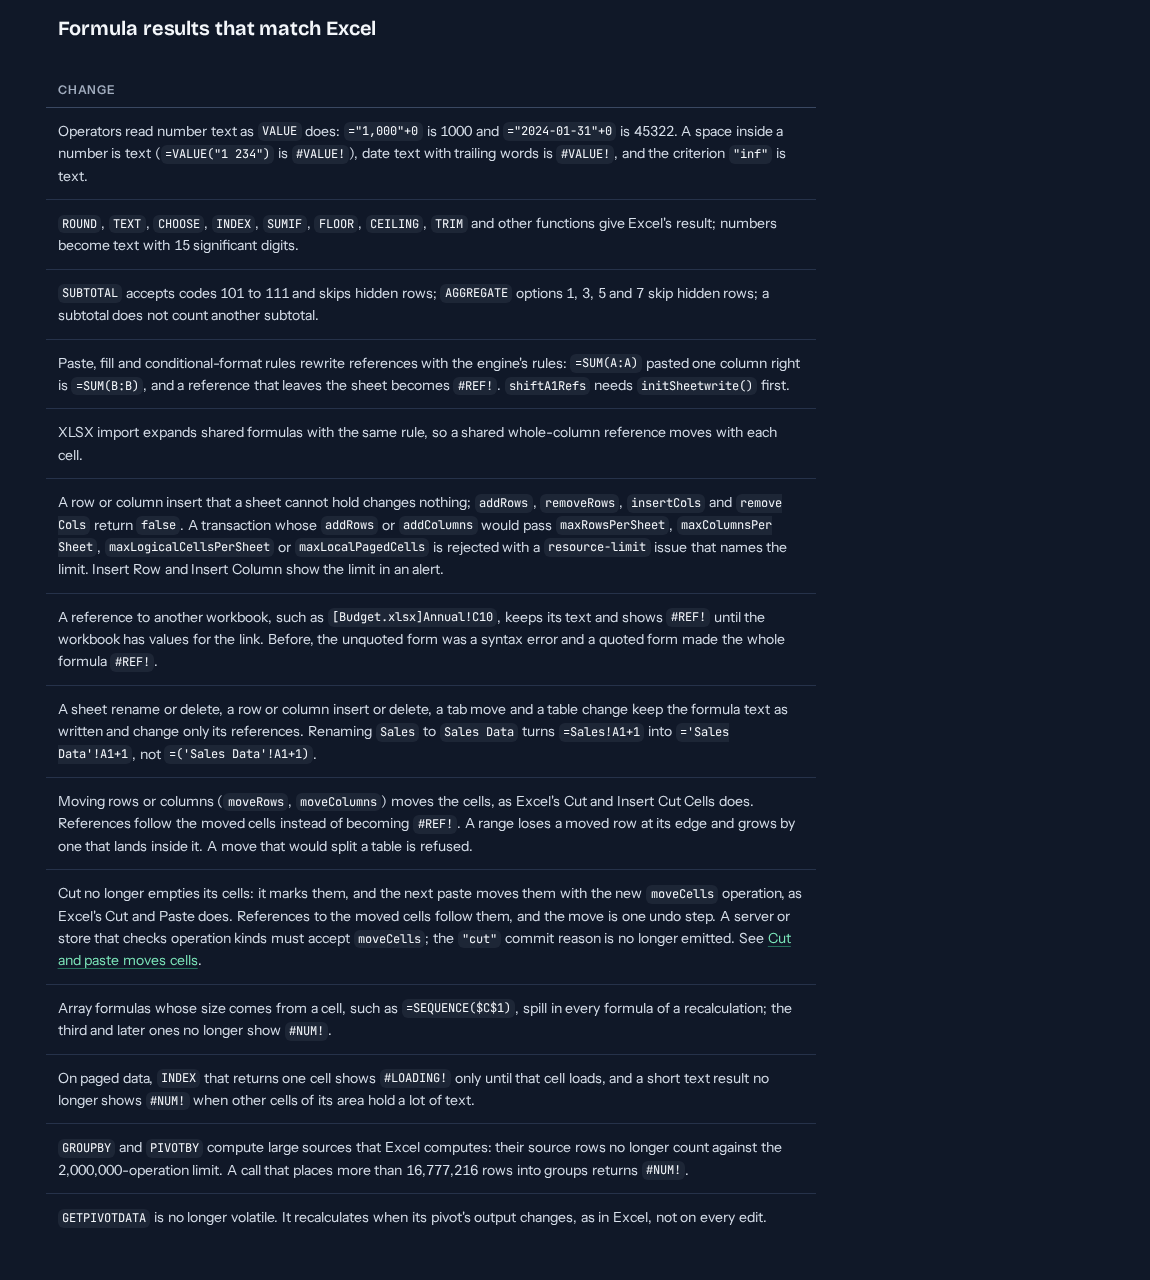 Formula results that match Excel
CHANGE
Operators read number text as VALUE does: ="1,000"+0 is 1000 and ="2024-01-31"+0 is 45322. A space inside a
number is text (=VALUE("1 234") is #VALUE!), date text with trailing words is #VALUE!, and the criterion "inf" is
text.
ROUND, TEXT, CHOOSE, INDEX, SUMIF, FLOOR, CEILING, TRIM and other functions give Excel's result; numbers
become text with 15 significant digits.
SUBTOTAL accepts codes 101 to 111 and skips hidden rows; AGGREGATE options 1, 3, 5 and 7 skip hidden rows; a
subtotal does not count another subtotal.
Paste, fill and conditional-format rules rewrite references with the engine's rules: =SUM(A:A) pasted one column right
is =SUM(B:B), and a reference that leaves the sheet becomes #REF!. shiftA1Refs needs initSheetwrite() first.
XLSX import expands shared formulas with the same rule, so a shared whole-column reference moves with each
cell.
A row or column insert that a sheet cannot hold changes nothing; addRows, removeRows, insertCols and remove
Cols return false. A transaction whose addRows or addColumns would pass maxRowsPerSheet, maxColumnsPer
Sheet, maxLogicalCellsPerSheet or maxLocalPagedCells is rejected with a resource-limit issue that names the
limit. Insert Row and Insert Column show the limit in an alert.
A reference to another workbook, such as [Budget.xlsx]Annual!C10, keeps its text and shows #REF! until the
workbook has values for the link. Before, the unquoted form was a syntax error and a quoted form made the whole
formula #REF!.
A sheet rename or delete, a row or column insert or delete, a tab move and a table change keep the formula text as
written and change only its references. Renaming Sales to Sales Data turns =Sales!A1+1 into ='Sales
Data'!A1+1, not =('Sales Data'!A1+1).
Moving rows or columns (moveRows, moveColumns) moves the cells, as Excel's Cut and Insert Cut Cells does.
References follow the moved cells instead of becoming #REF!. A range loses a moved row at its edge and grows by
one that lands inside it. A move that would split a table is refused.
Cut no longer empties its cells: it marks them, and the next paste moves them with the new moveCells operation, as
Excel's Cut and Paste does. References to the moved cells follow them, and the move is one undo step. A server or
store that checks operation kinds must accept moveCells; the "cut" commit reason is no longer emitted. See Cut
and paste moves cells.
Array formulas whose size comes from a cell, such as =SEQUENCE($C$1), spill in every formula of a recalculation; the
third and later ones no longer show #NUM!.
On paged data, INDEX that returns one cell shows #LOADING! only until that cell loads, and a short text result no
longer shows #NUM! when other cells of its area hold a lot of text.
GROUPBY and PIVOTBY compute large sources that Excel computes: their source rows no longer count against the
2,000,000-operation limit. A call that places more than 16,777,216 rows into groups returns #NUM!.
GETPIVOTDATA is no longer volatile. It recalculates when its pivot's output changes, as in Excel, not on every edit.